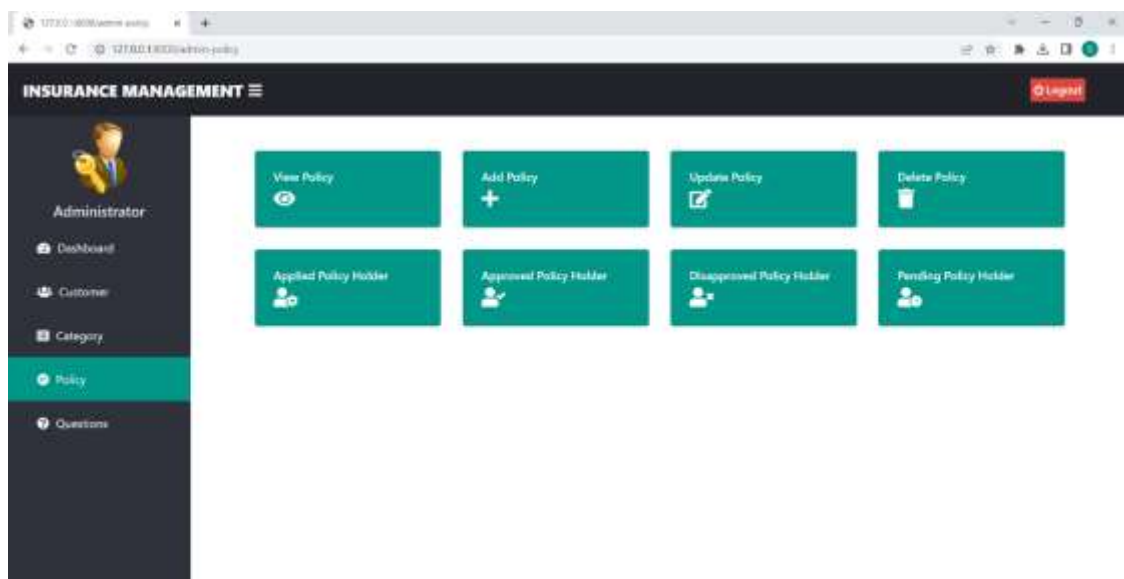 INSURANCE MANAGEMENT
Logout
Administrator
Dashboard
Customer
Category
Policy
Questions
View Policy
Add Policy
Update Policy
Delete Policy
Applied Policy Holder
Approved Policy Holder
Disapproved Policy Holder
Pending Policy Holder